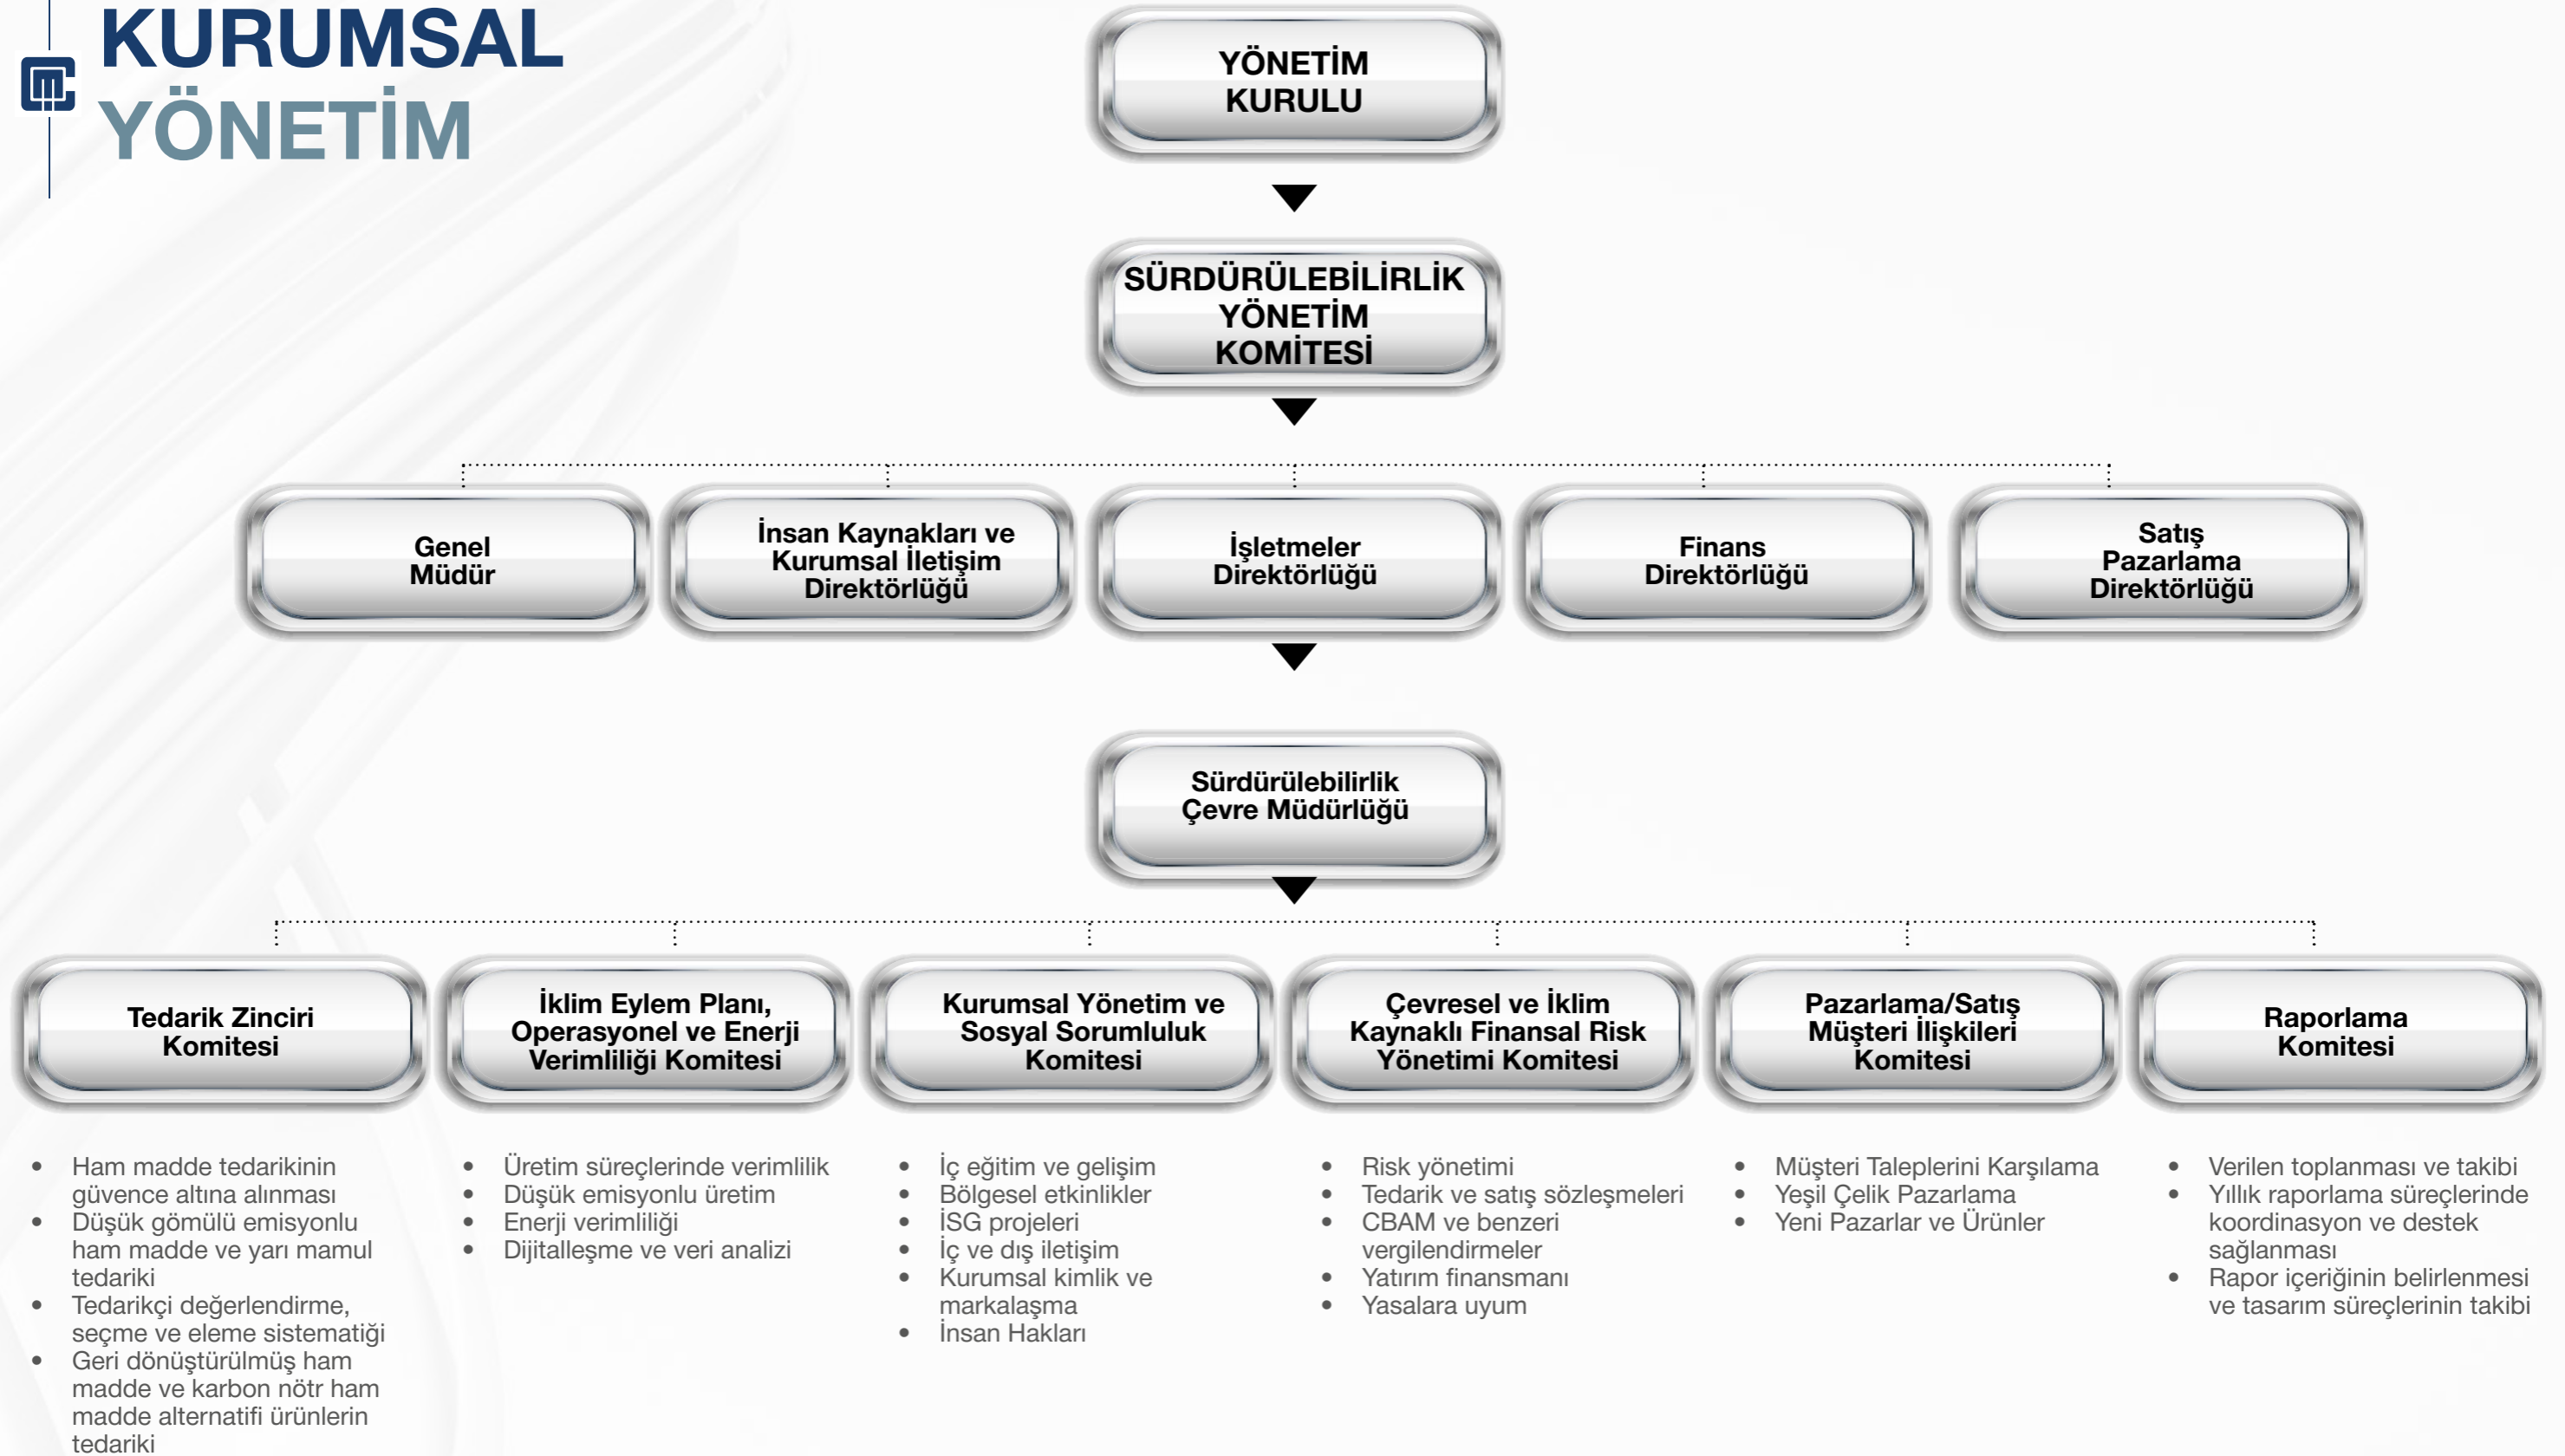 KURUMSAL
YÖNETİM
YÖNETİM
KURULU
SÜRDÜRÜLEBİLİRLİK
YÖNETİM
KOMİTESİ
Genel
Müdür
İnsan Kaynakları ve
Kurumsal İletişim
Direktörlüğü
İşletmeler
Direktörlüğü
Finans
Direktörlüğü
Satış
Pazarlama
Direktörlüğü
Sürdürülebilirlik
Çevre Müdürlüğü
Tedarik Zinciri
Komitesi
İklim Eylem Planı,
Operasyonel ve Enerji
Verimliliği Komitesi
Kurumsal Yönetim ve
Sosyal Sorumluluk
Komitesi
Çevresel ve İklim
Kaynaklı Finansal Risk
Yönetimi Komitesi
Pazarlama/Satış
Müşteri İlişkileri
Komitesi
Raporlama
Komitesi
• Ham madde tedarikinin
güvence altına alınması
• Düşük gömülü emisyonlu
ham madde ve yarı mamul
tedariki
• Tedarikçi değerlendirme,
seçme ve eleme sistematiği
• Geri dönüştürülmüş ham
madde ve karbon nötr ham
madde alternatifi ürünlerin
tedariki
• Üretim süreçlerinde verimlilik
• Düşük emisyonlu üretim
• Enerji verimliliği
• Dijitalleşme ve veri analizi
• İç eğitim ve gelişim
• Bölgesel etkinlikler
• İSG projeleri
• İç ve dış iletişim
• Kurumsal kimlik ve
markalaşma
• İnsan Hakları
• Risk yönetimi
• Tedarik ve satış sözleşmeleri
• CBAM ve benzeri
vergilendirmeler
• Yatırım finansmanı
• Yasalara uyum
• Müşteri Taleplerini Karşılama
• Yeşil Çelik Pazarlama
• Yeni Pazarlar ve Ürünler
• Verilen toplanması ve takibi
• Yıllık raporlama süreçlerinde
koordinasyon ve destek
sağlanması
• Rapor içeriğinin belirlenmesi
ve tasarım süreçlerinin takibi